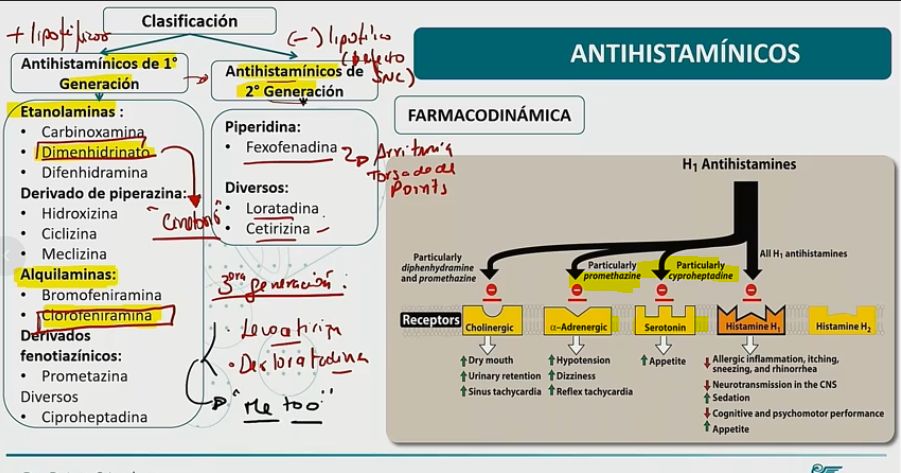 Clasificación
+ lipofílicos
(-) lipofílico
(efecto
SNC)
Antihistamínicos de 1°
Generación
Antihistamínicos de
2° Generación
Etanolaminas :
• Carbinoxamina
• Dimenhidrinato
• Difenhidramina
Derivado de piperazina:
• Hidroxizina
• Ciclizina
• Meclizina
Alquilaminas:
• Bromofeniramina
• Clorofeniramina
Derivados
fenotiazínicos:
• Prometazina
Diversos
• Ciproheptadina
Piperidina:
• Fexofenadina
Arritmia
Torsade de
Points
Diversos:
• Loratadina
• Cetirizina
3era generación:
• Levocetirizina
• Desloratadina
"Me too"
ANTIHISTAMÍNICOS
FARMACODINÁMICA
H1 Antihistamines
Particularly
diphenhydramine
and promethazine
Particularly
promethazine
Particularly
cyproheptadine
All H1 antihistamines
Receptors
Cholinergic
α-Adrenergic
Serotonin
Histamine H1
Histamine H2
↑ Dry mouth
↑ Urinary retention
↑ Sinus tachycardia
↑ Hypotension
↑ Dizziness
↑ Reflex tachycardia
↑ Appetite
↓ Allergic inflammation, itching,
sneezing, and rhinorrhea
↓ Neurotransmission in the CNS
↑ Sedation
↓ Cognitive and psychomotor performance
↑ Appetite